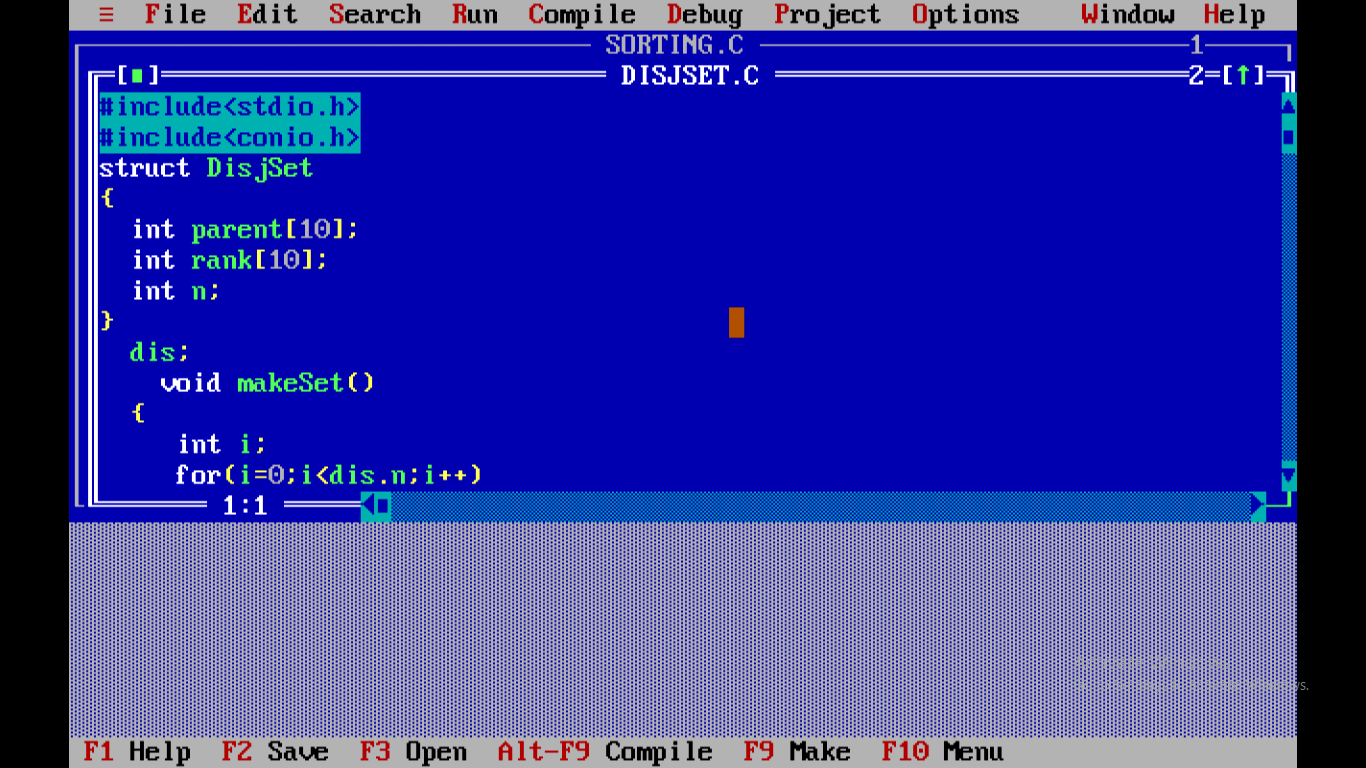 ≡ File Edit Search Run Compile Debug Project Options Window Help
SORTING.C 1
[■] DISJSET.C 2=[↑]
#include<stdio.h>
#include<conio.h>
struct DisjSet
{
  int parent[10];
  int rank[10];
  int n;
}
  dis;
    void makeSet()
  {
     int i;
     for(i=0;i<dis.n;i++)
1:1
F1 Help F2 Save F3 Open Alt-F9 Compile F9 Make F10 Menu